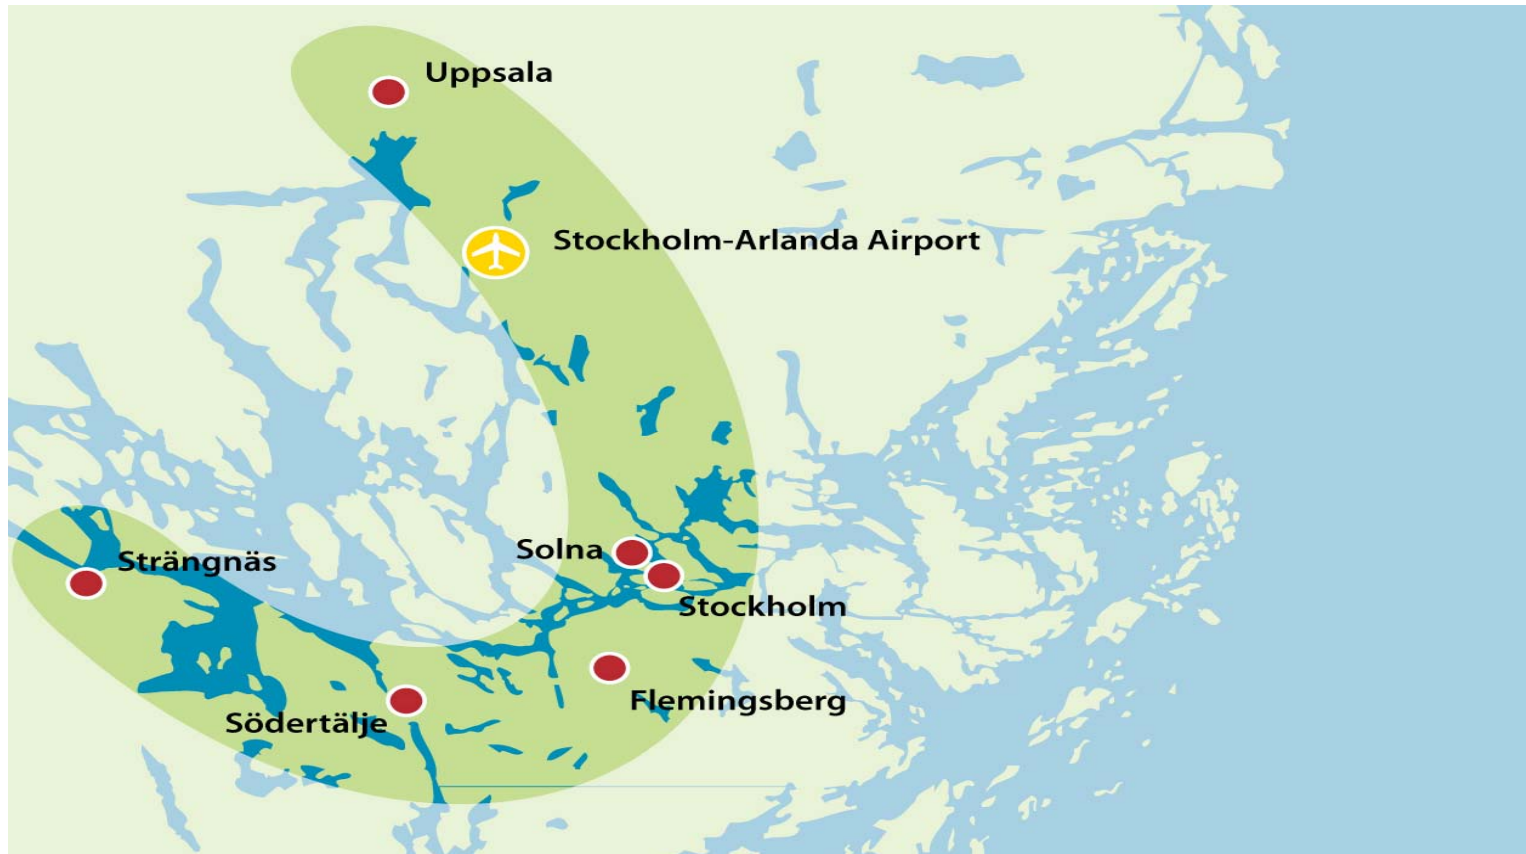 Uppsala
Stockholm-Arlanda Airport
Solna
Strängnäs
Stockholm
Flemingsberg
Södertälje